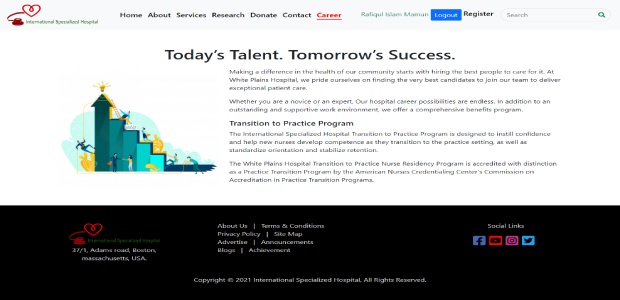 International Specialized Hospital
Home About Services Research Donate Contact Career
Rafiqul Islam Mamun Logout Register
Search
Today's Talent. Tomorrow's Success.
Making a difference in the health of our community starts with hiring the best people to care for it. At
White Plains Hospital, we pride ourselves on finding the very best candidates to join our team to deliver
exceptional patient care.
Whether you are a novice or an expert, Our hospital career possibilities are endless. In addition to an
outstanding and supportive work environment, we offer a comprehensive benefits program.
Transition to Practice Program
The International Specialized Hospital Transition to Practice Program is designed to instill confidence
and help new nurses develop competence as they transition to the practice setting, as well as
standardize orientation and stabilize retention.
The White Plains Hospital Transition to Practice Nurse Residency Program is accredited with distinction
as a Practice Transition Program by the American Nurses Credentialing Center's Commission on
Accreditation in Practice Transition Programs.
International Specialized Hospital
37/1, Adams road, Boston,
massachusetts, USA.
About Us | Terms & Conditions
Privacy Policy | Site Map
Advertise | Announcements
Blogs | Achievement
Social Links
Copyright © 2021 International Specialized Hospital, All Rights Reserved.